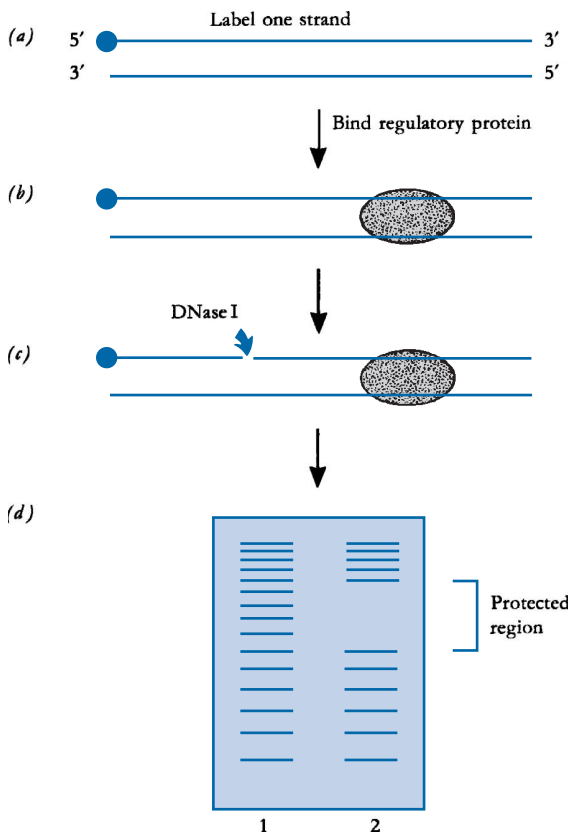 Label one strand
(a) 5′ 3′
3′ 5′
Bind regulatory protein
(b)
DNase I
(c)
(d)
Protected
region
1 2